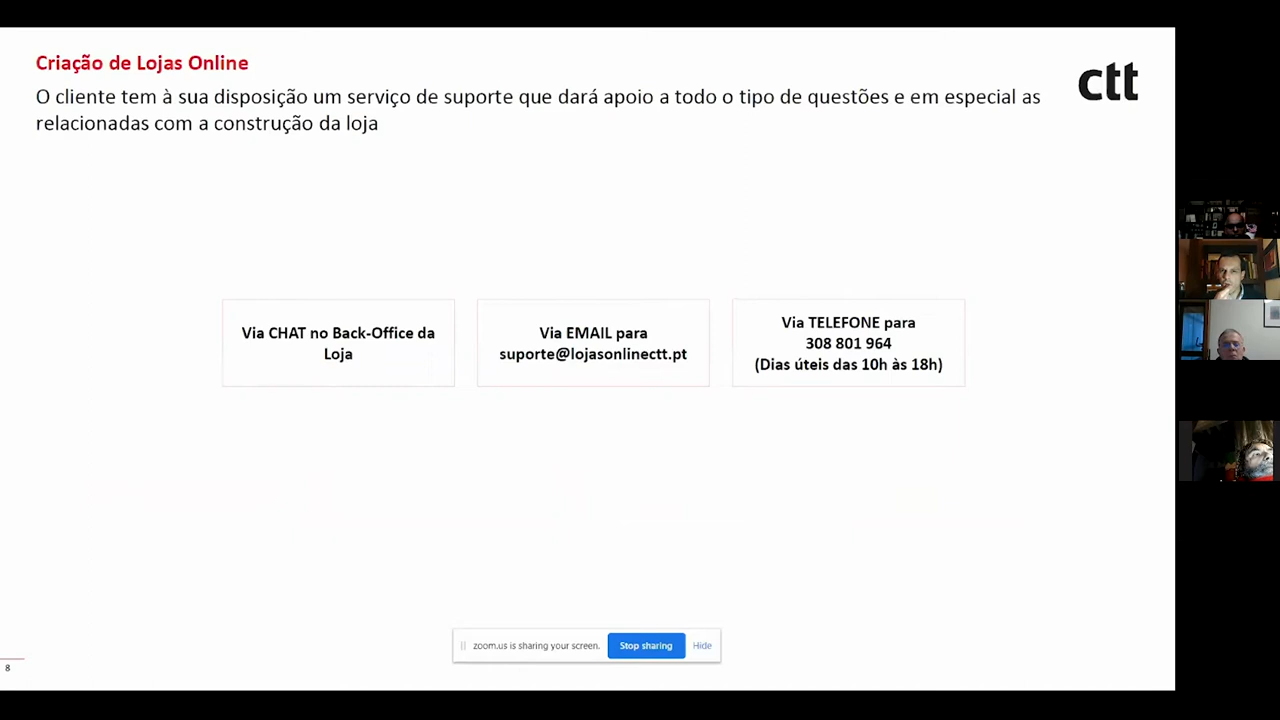 Criação de Lojas Online
ctt
O cliente tem à sua disposição um serviço de suporte que dará apoio a todo o tipo de questões e em especial as
relacionadas com a construção da loja
Via CHAT no Back-Office da
Loja
Via EMAIL para
suporte@lojasonlinectt.pt
Via TELEFONE para
308 801 964
(Dias úteis das 10h às 18h)
zoom.us is sharing your screen.
Stop sharing
Hide
8